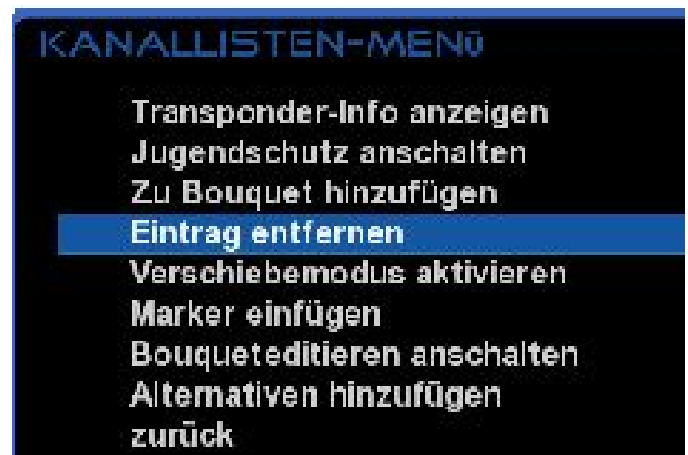 KANALLISTEN-MENÜ
Transponder-Info anzeigen
Jugendschutz anschalten
Zu Bouquet hinzufügen
Eintrag entfernen
Verschiebemodus aktivieren
Marker einfügen
Bouqueteditieren anschalten
Alternativen hinzufügen
zurück